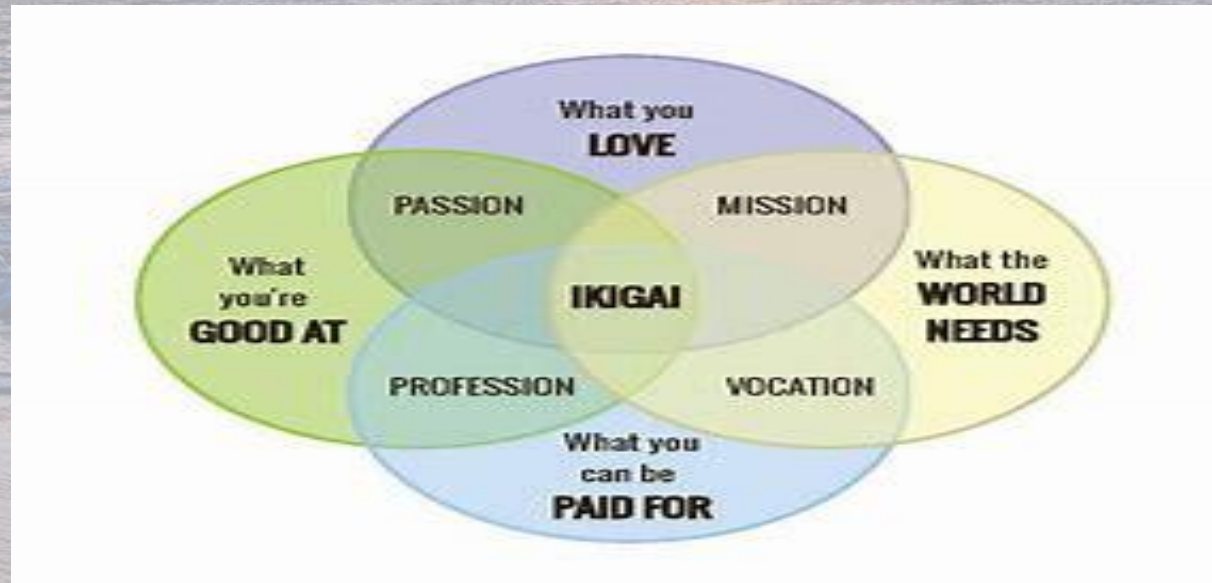 What you
LOVE
PASSION
MISSION
What
you're
GOOD AT
IKIGAI
What the
WORLD
NEEDS
PROFESSION
VOCATION
What you
can be
PAID FOR